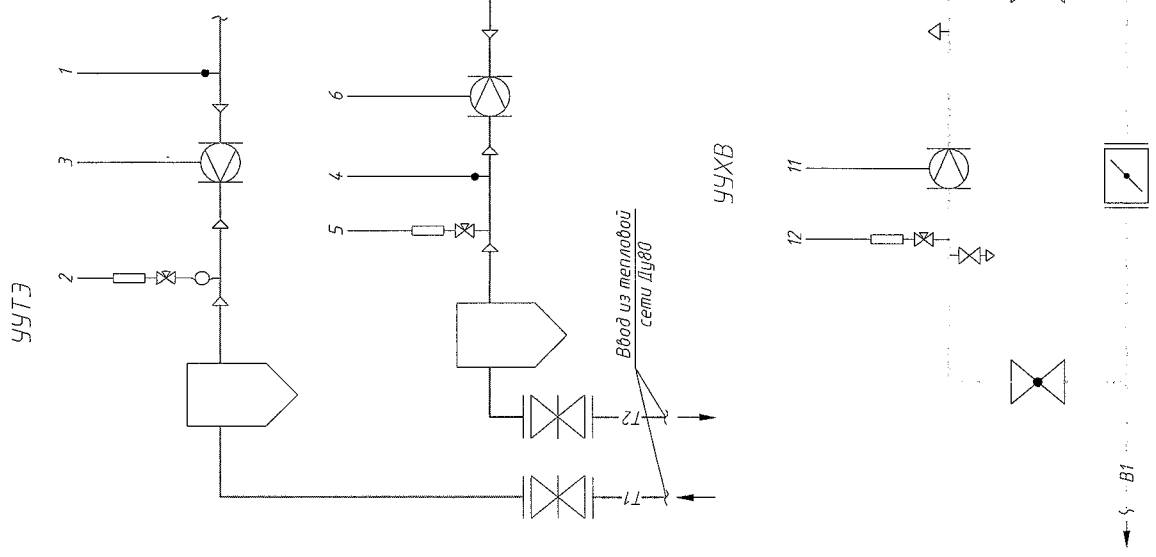 УУТЭ
1
3
2
6
4
5
Ввод из тепловой
сети Ду80
Т2
Т1
УУХВ
11
12
В1